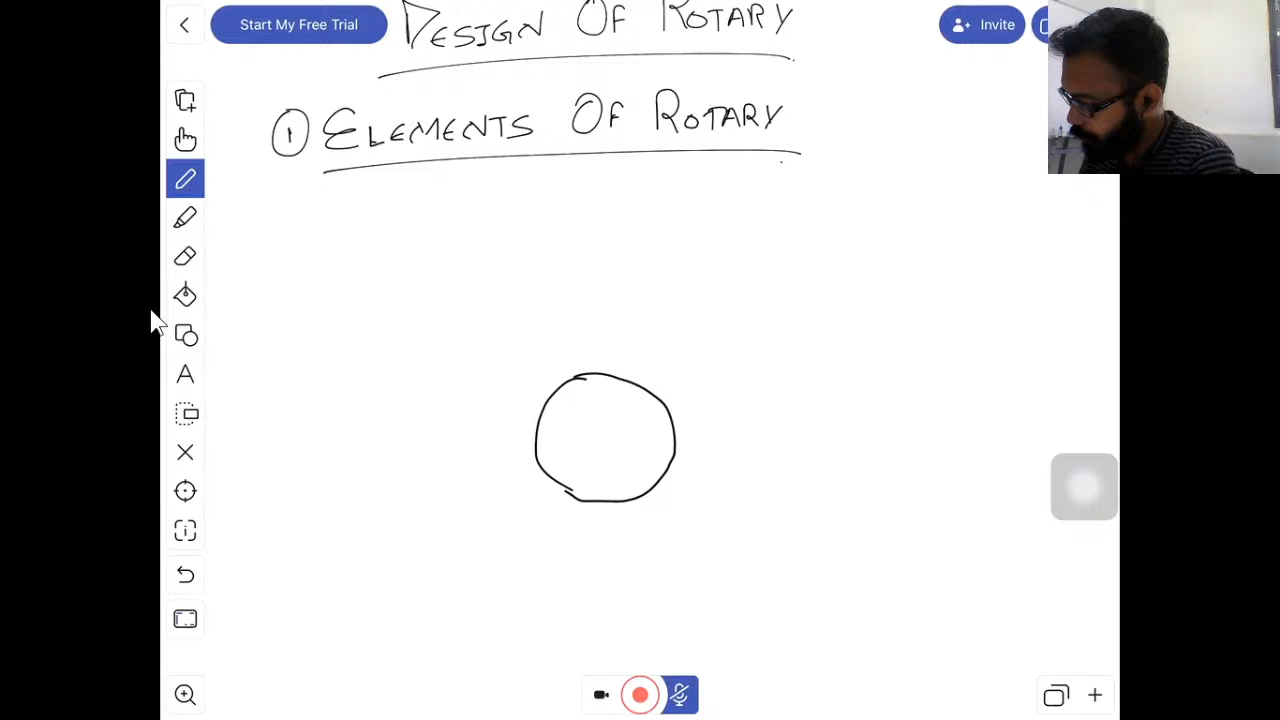 Start My Free Trial
DESIGN OF ROTARY
Invite
① ELEMENTS OF ROTARY